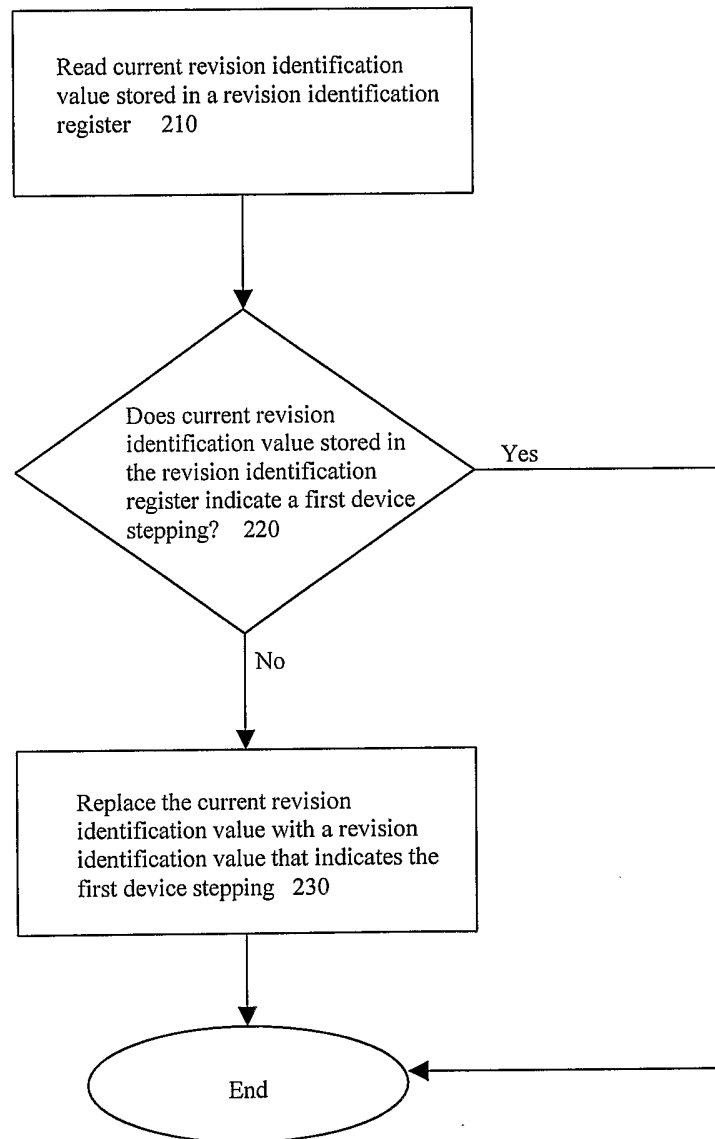 Read current revision identification
value stored in a revision identification
register 210
Does current revision
identification value stored in
the revision identification
register indicate a first device
stepping? 220
Yes
No
Replace the current revision
identification value with a revision
identification value that indicates the
first device stepping 230
End